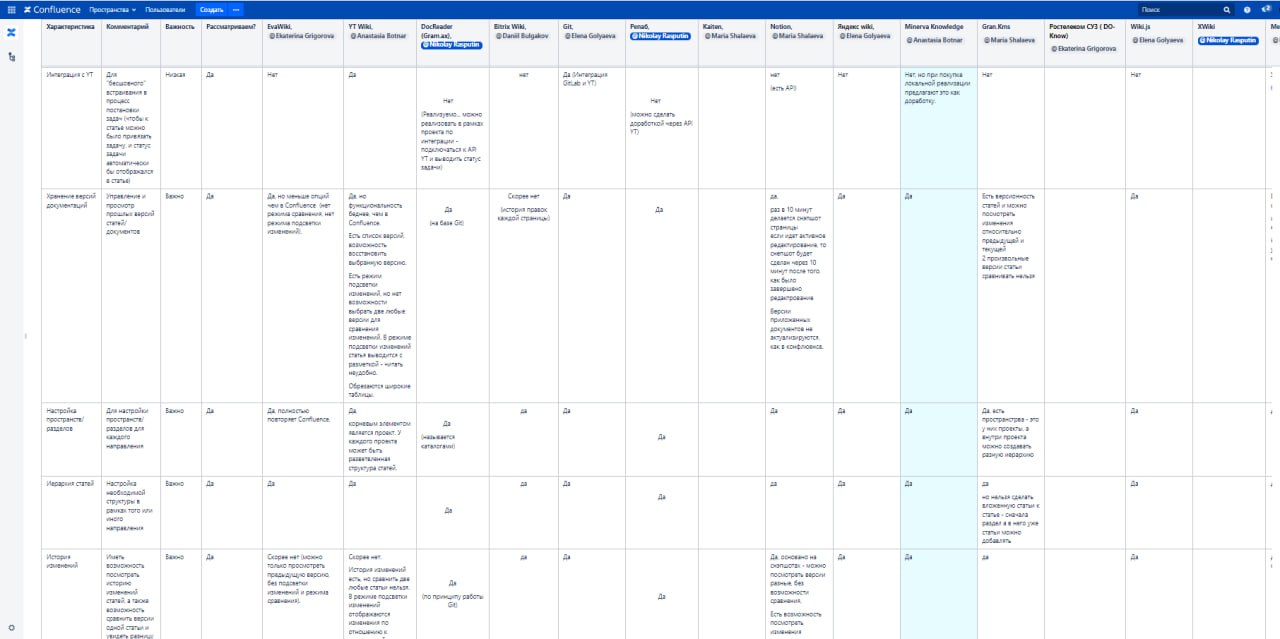 Confluence Пространства Пользователи Создать ... Поиск
Характеристика
Комментарий
Важность
Рассматриваем?
EvaWiki,
@Ekaterina Grigorova
YT Wiki,
@Anastasia Botnar
DocReader
(Gram.ax),
@Nikolay Rasputin
Bitrix Wiki,
@Daniil Bulgakov
Git,
@Elena Golyaeva
Репаб,
@Nikolay Rasputin
Kaiten,
@Maria Shalaeva
Notion,
@Maria Shalaeva
Яндекс wiki,
@Elena Golyaeva
Minerva Knowledge
@Anastasia Botnar
Gran.Kms
@Maria Shalaeva
Ростелеком СУЗ ( DO-
Know)
@Ekaterina Grigorova
Wiki.js
@Elena Golyaeva
XWiki
@Nikolay Rasputin
Интеграция с YT
Для
"бесшовного"
встраивания в
процесс
постановки
задач (чтобы к
статье можно
было привязать
задачу, и статус
задачи
автоматически
бы отображался
в статье)
Низкая
Да
Нет
Да
Нет
(Реализуемо... можно
реализовать в рамках
проекта по
интеграции -
подключаться к API
YT и выводить статус
задачи)
нет
Да (Интеграция
GitLab и YT)
Нет
(можно сделать
доработкой через API
YT)
нет
(есть API)
Нет
Нет, но при покупке
локальной реализации
предлагают это как
доработку.
Нет
Нет
Хранение версий
документаций
Управление и
просмотр
прошлых версий
статей/
документов
Важно
Да
Да, но меньше опций
чем в Confluence (нет
режима сравнения, нет
режима подсветки
изменений).
Да, но
функциональность
беднее, чем в
Confluence.
Есть список версий,
возможность
восстановить
выбранную версию.
Есть режим
подсветки
изменений, но нет
возможности
выбрать две любые
версии для
сравнения
изменений. В режиме
подсветки изменений
статья выводится с
разметкой - читать
неудобно.
Обрезаются широкие
таблицы.
Да
(на базе Git)
Скорее нет
(история правок
каждой страницы)
Да
Да
да,
раз в 10 минут
делается снапшот
страницы
если идет активное
редактирование, то
снепшот будет
сделан через 10
минут после того,
как было
завершено
редактирование
Версии
приложенных
документов не
актуализируются,
как в конфлюенсе,
Да
Да
Есть версионность
статей и можно
посмотреть
изменения
относительно
предыдущей и
текущей
2 произвольные
версии статьи
сравнивать нельзя
Да
Настройка
пространств/
разделов
Для настройки
пространств/
разделов для
каждого
направления
Важно
Да
Да, полностью
повторяет Confluence.
Да,
корневым элементом
является проект. У
каждого проекта
может быть
разветвленная
структура статей.
Да
(называется
каталогами)
да
Да
Да
Да
Да
Да
Да, есть
пространства - это
у них проекты, а
внутри проекта
можно создавать
разную иерархию
Да
Иерархия статей
Настройка
необходимой
структуры в
рамках того или
иного
направления
Важно
Да
Да
Да
Да
да
Да
Да
да
Да
Да
да
но нельзя сделать
вложенную статьи к
статье - сначала
раздел а в него уже
статьи можно
добавлять
Да
История
изменений
Иметь
возможность
посмотреть
историю
изменений
статей, а также
возможность
сравнить версии
одной статьи и
увидеть разницу
Важно
Да
Скорее нет (можно
только просмотреть
предыдущую версию,
без подсветки
изменений и режима
сравнения).
Скорее нет.
История изменений
есть, но сравнить две
любые статьи нельзя.
В режиме подсветки
изменений
отображаются
изменения по
отношению к
Да
(по принципу работы
Git)
да
Да
Да
Да, основано на
снапшотах - можно
посмотреть версии
разные, без
возможности
сравнения.
Есть возможность
посмотреть
изменения
Да
Да
да
Да